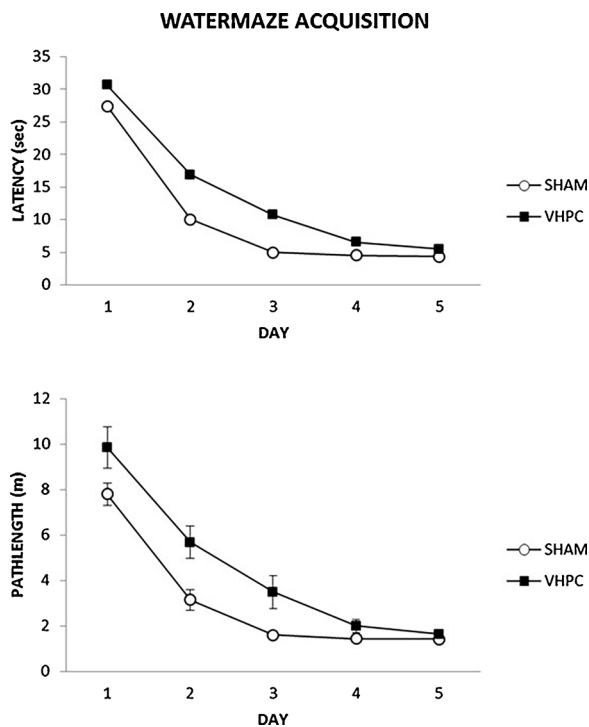 WATERMAZE ACQUISITION
35
30
25
20
15
10
5
0
LATENCY (sec)
1 2 3 4 5
DAY
SHAM
VHPC
12
10
8
6
4
2
0
PATHLENGTH (m)
1 2 3 4 5
DAY
SHAM
VHPC